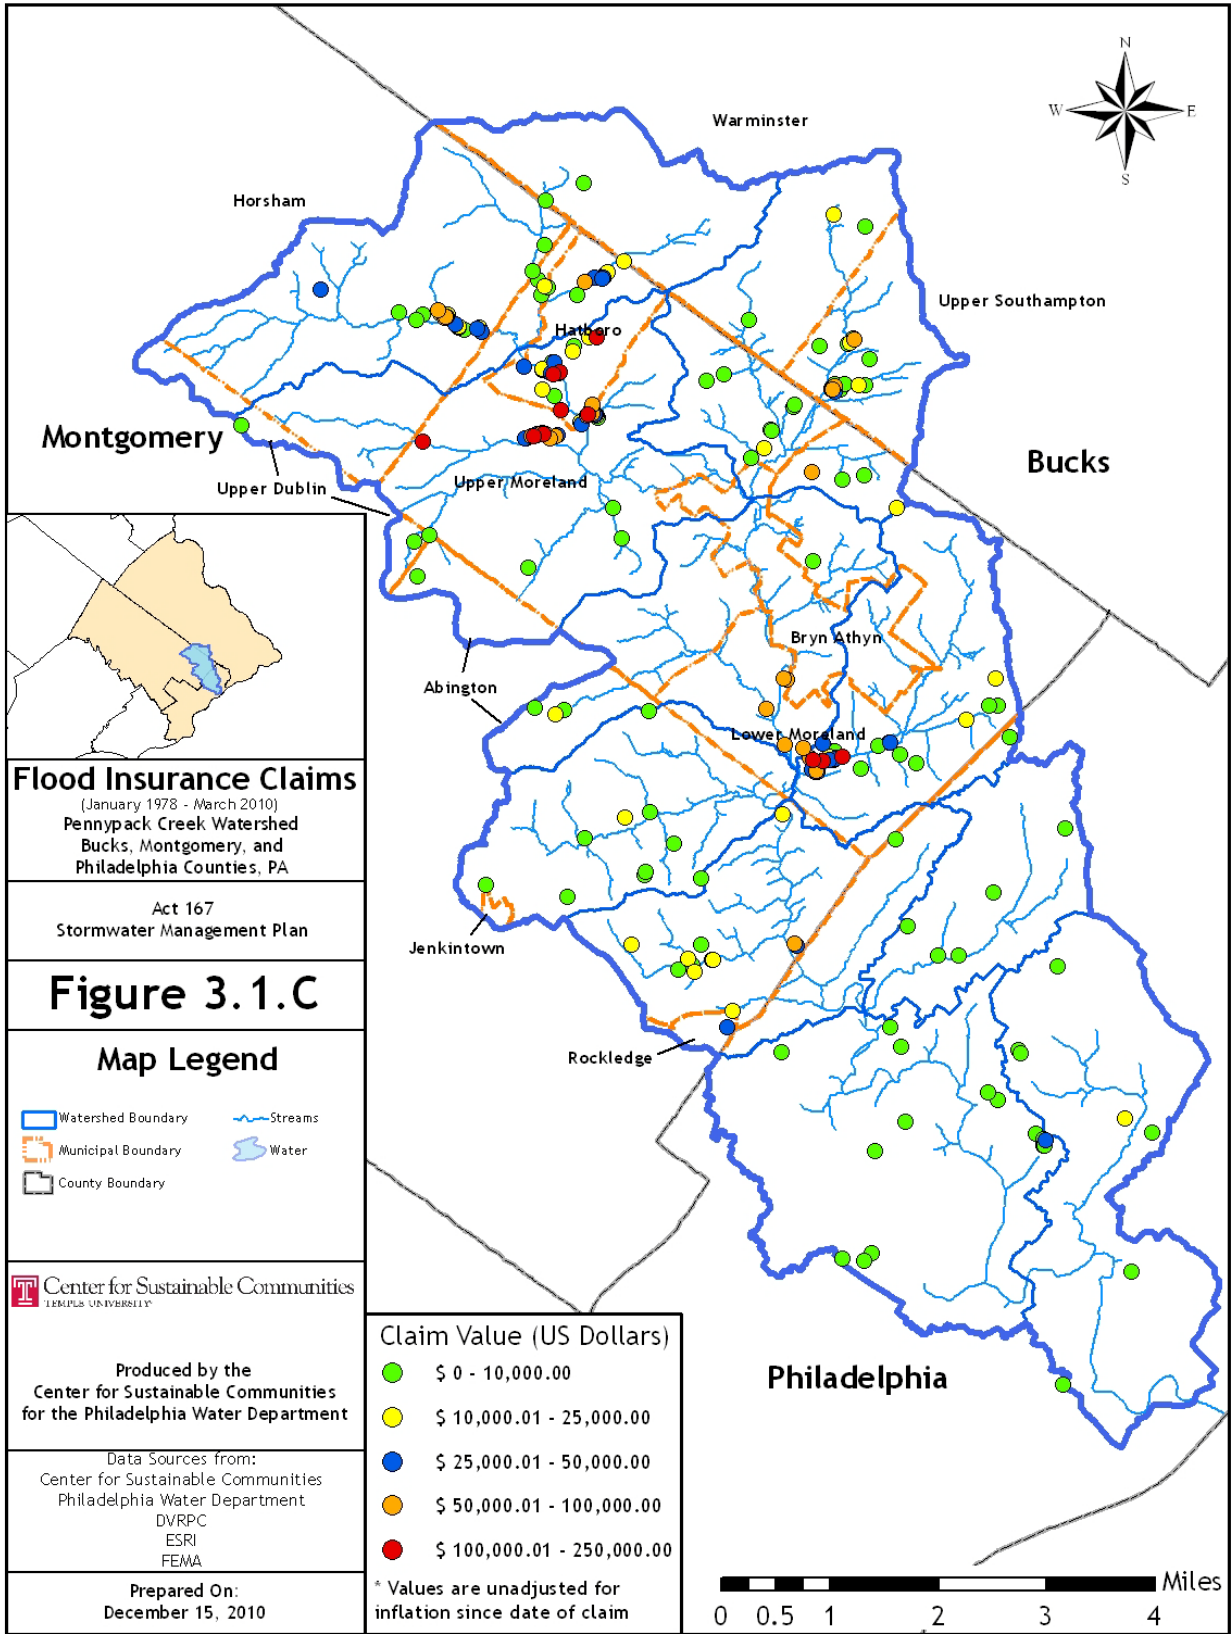 N
W
E
S
Warminster
Horsham
Upper Southampton
Hatboro
Montgomery
Bucks
Upper Dublin
Upper Moreland
Bryn Athyn
Abington
Lower Moreland
Jenkintown
Rockledge
Philadelphia
Flood Insurance Claims
(January 1978 - March 2010)
Pennypack Creek Watershed
Bucks, Montgomery, and
Philadelphia Counties, PA
Act 167
Stormwater Management Plan
Figure 3.1.C
Map Legend
Watershed Boundary
Streams
Municipal Boundary
Water
County Boundary
Center for Sustainable Communities
TEMPLE UNIVERSITY
Produced by the
Center for Sustainable Communities
for the Philadelphia Water Department
Data Sources from:
Center for Sustainable Communities
Philadelphia Water Department
DVRPC
ESRI
FEMA
Prepared On:
December 15, 2010
Claim Value (US Dollars)
$ 0 - 10,000.00
$ 10,000.01 - 25,000.00
$ 25,000.01 - 50,000.00
$ 50,000.01 - 100,000.00
$ 100,000.01 - 250,000.00
* Values are unadjusted for
inflation since date of claim
Miles
0 0.5 1 2 3 4